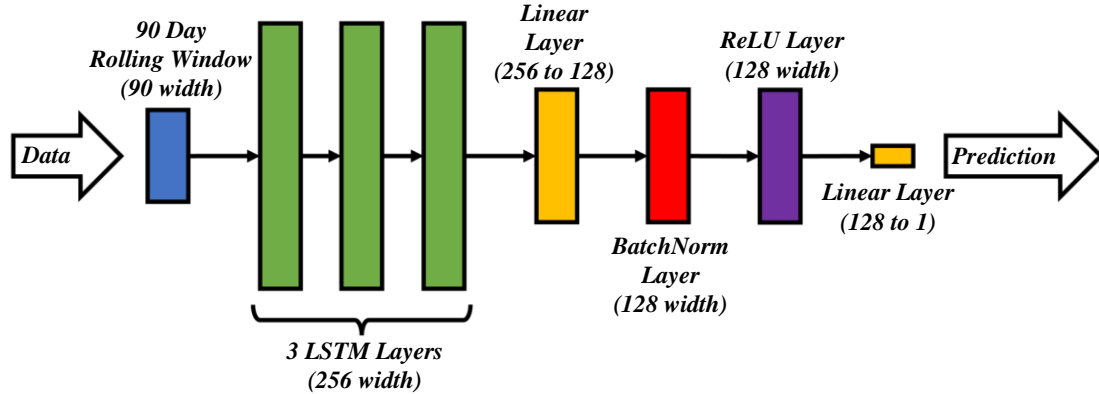 90 Day
Rolling Window
(90 width)
Linear
Layer
(256 to 128)
ReLU Layer
(128 width)
Data
Prediction
Linear Layer
(128 to 1)
BatchNorm
Layer
(128 width)
3 LSTM Layers
(256 width)